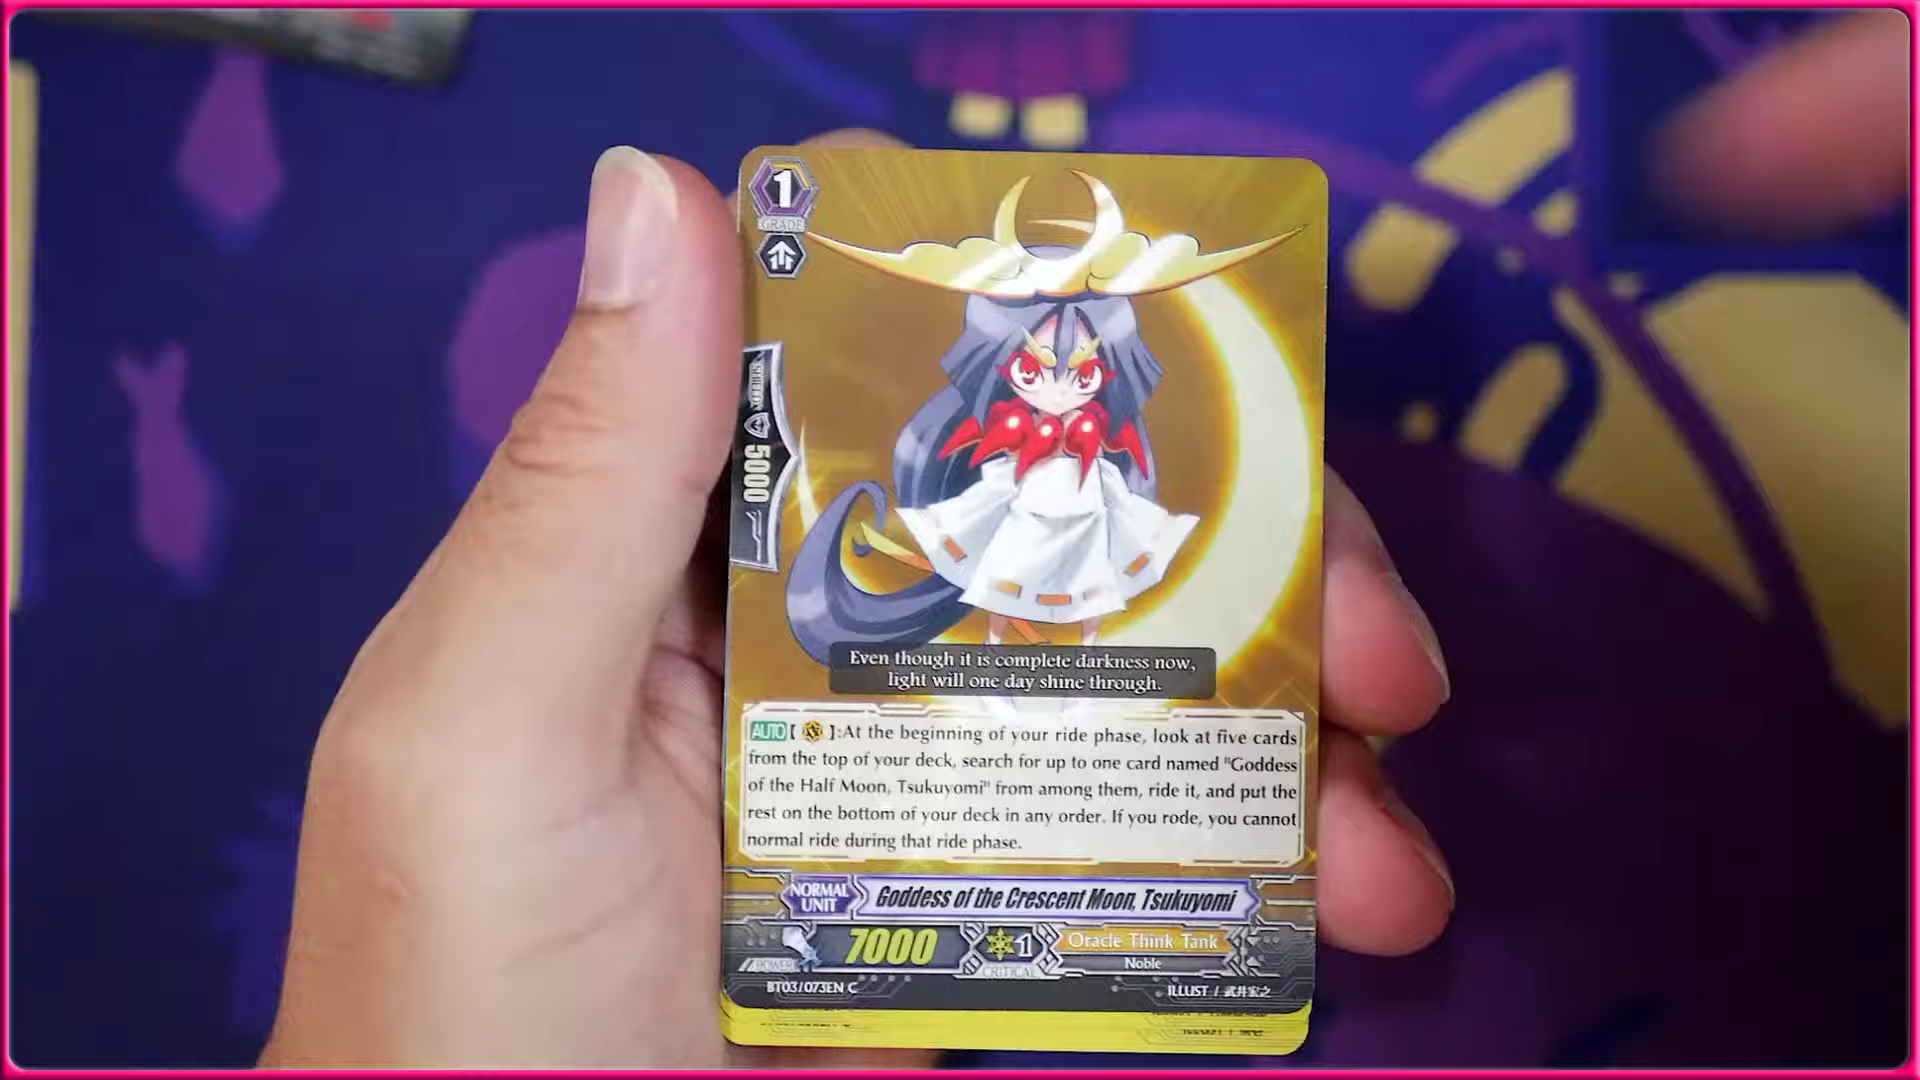 1
GRADE
SHIELD
5000
Even though it is complete darkness now,
light will one day shine through.
AUTO【 】:At the beginning of your ride phase, look at five cards
from the top of your deck, search for up to one card named "Goddess
of the Half Moon, Tsukuyomi" from among them, ride it, and put the
rest on the bottom of your deck in any order. If you rode, you cannot
normal ride during that ride phase.
NORMAL
UNIT
Goddess of the Crescent Moon, Tsukuyomi
POWER
7000
1
CRITICAL
Oracle Think Tank
Noble
BT03/073EN C
ILLUST / 武井宏之